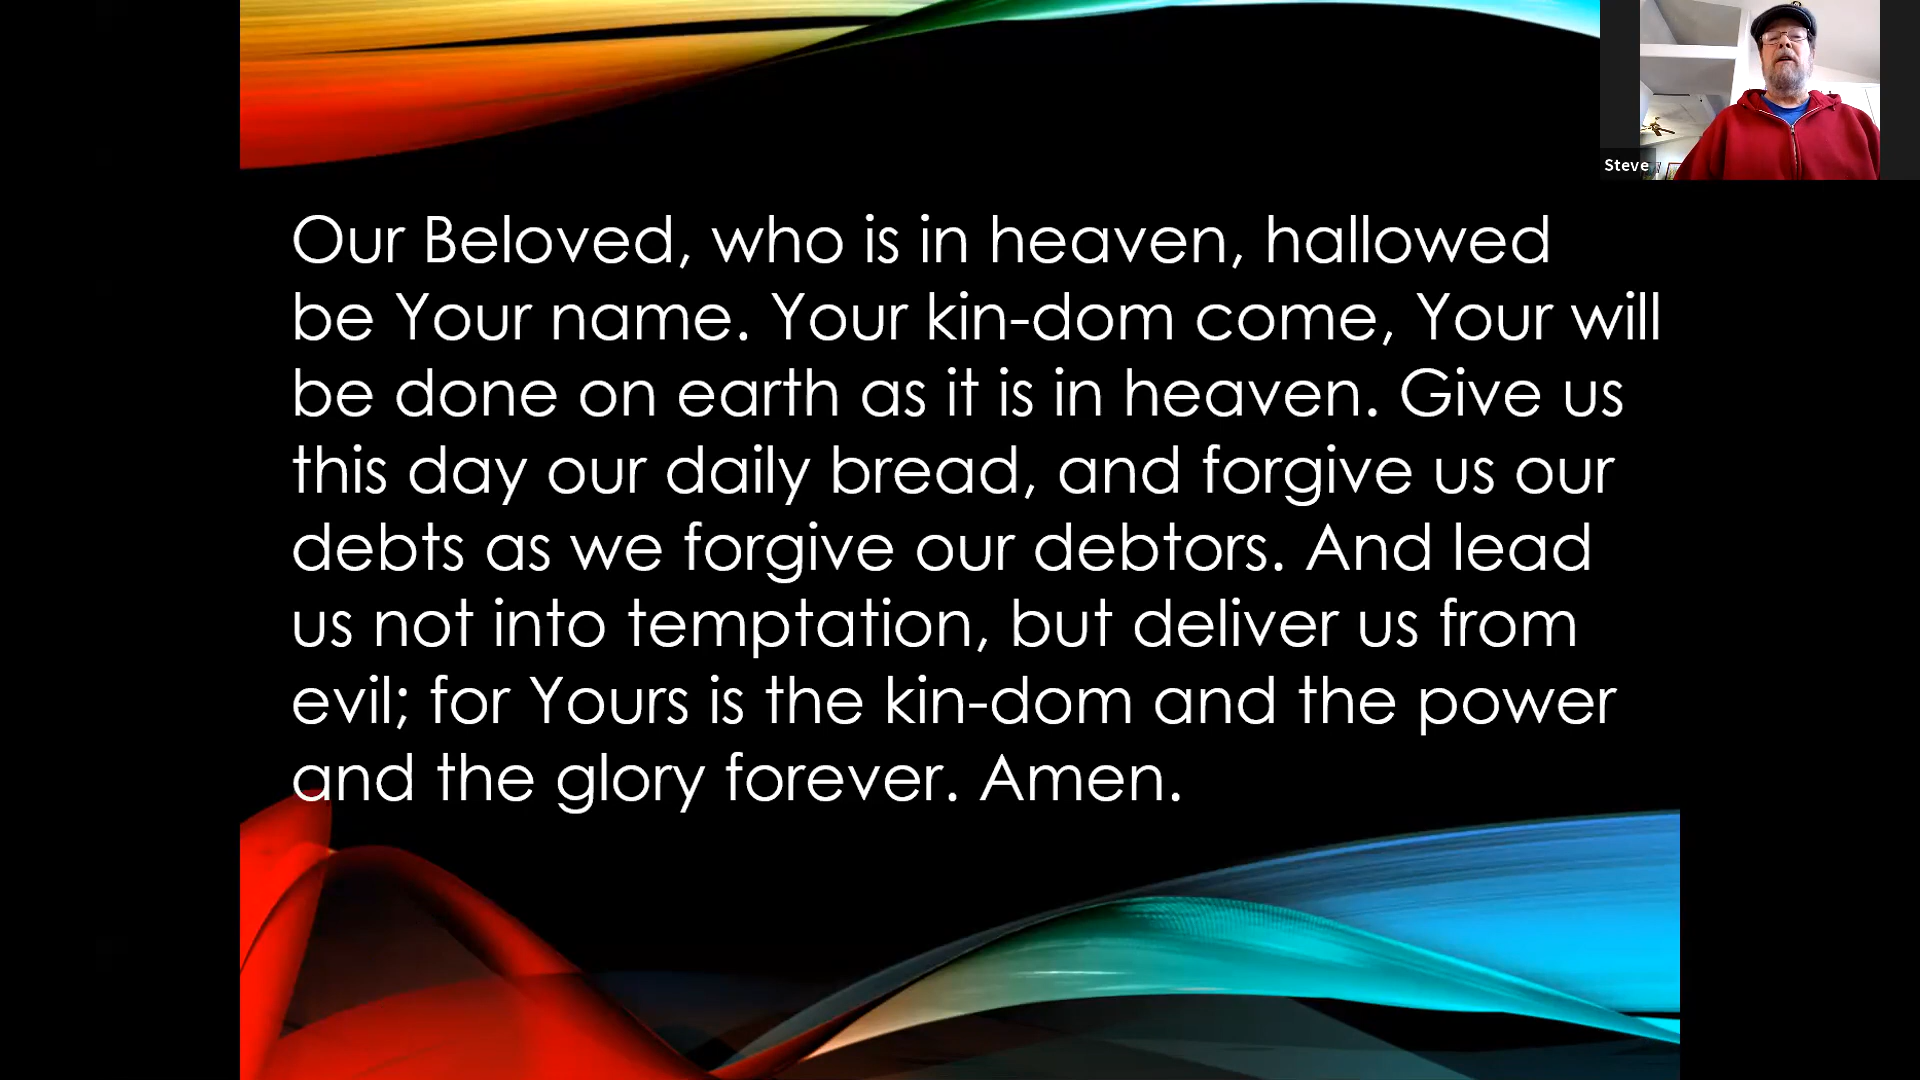 Steve
Our Beloved, who is in heaven, hallowed
be Your name. Your kin-dom come, Your will
be done on earth as it is in heaven. Give us
this day our daily bread, and forgive us our
debts as we forgive our debtors. And lead
us not into temptation, but deliver us from
evil; for Yours is the kin-dom and the power
and the glory forever. Amen.